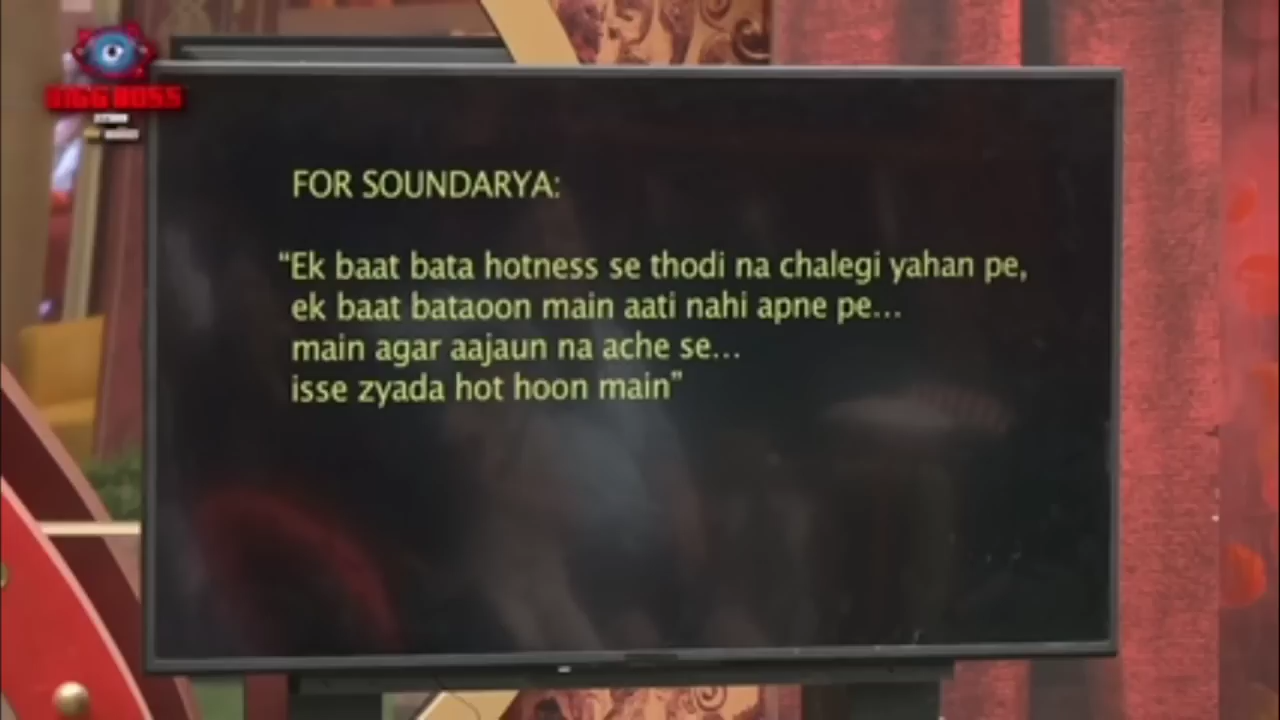 BIGG BOSS
FOR SOUNDARYA:
“Ek baat bata hotness se thodi na chalegi yahan pe,
ek baat bataoon main aati nahi apne pe...
main agar aajaun na ache se...
isse zyada hot hoon main”